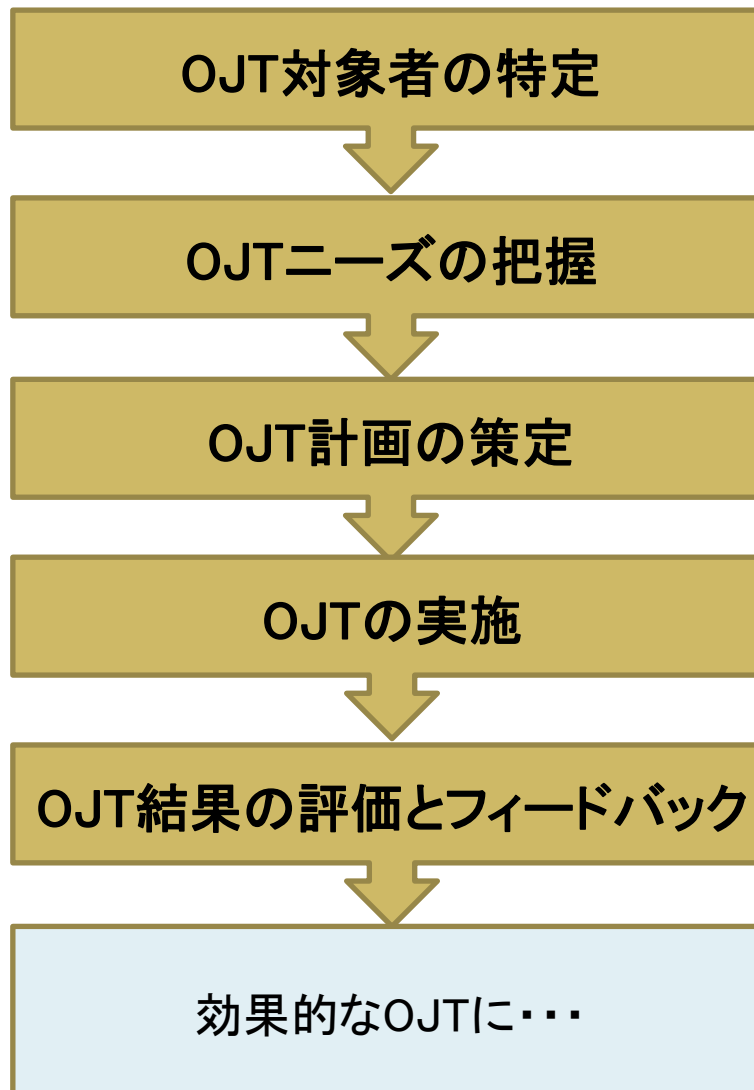 OJT対象者の特定
OJTニーズの把握
OJT計画の策定
OJTの実施
OJT結果の評価とフィードバック
効果的なOJTに・・・